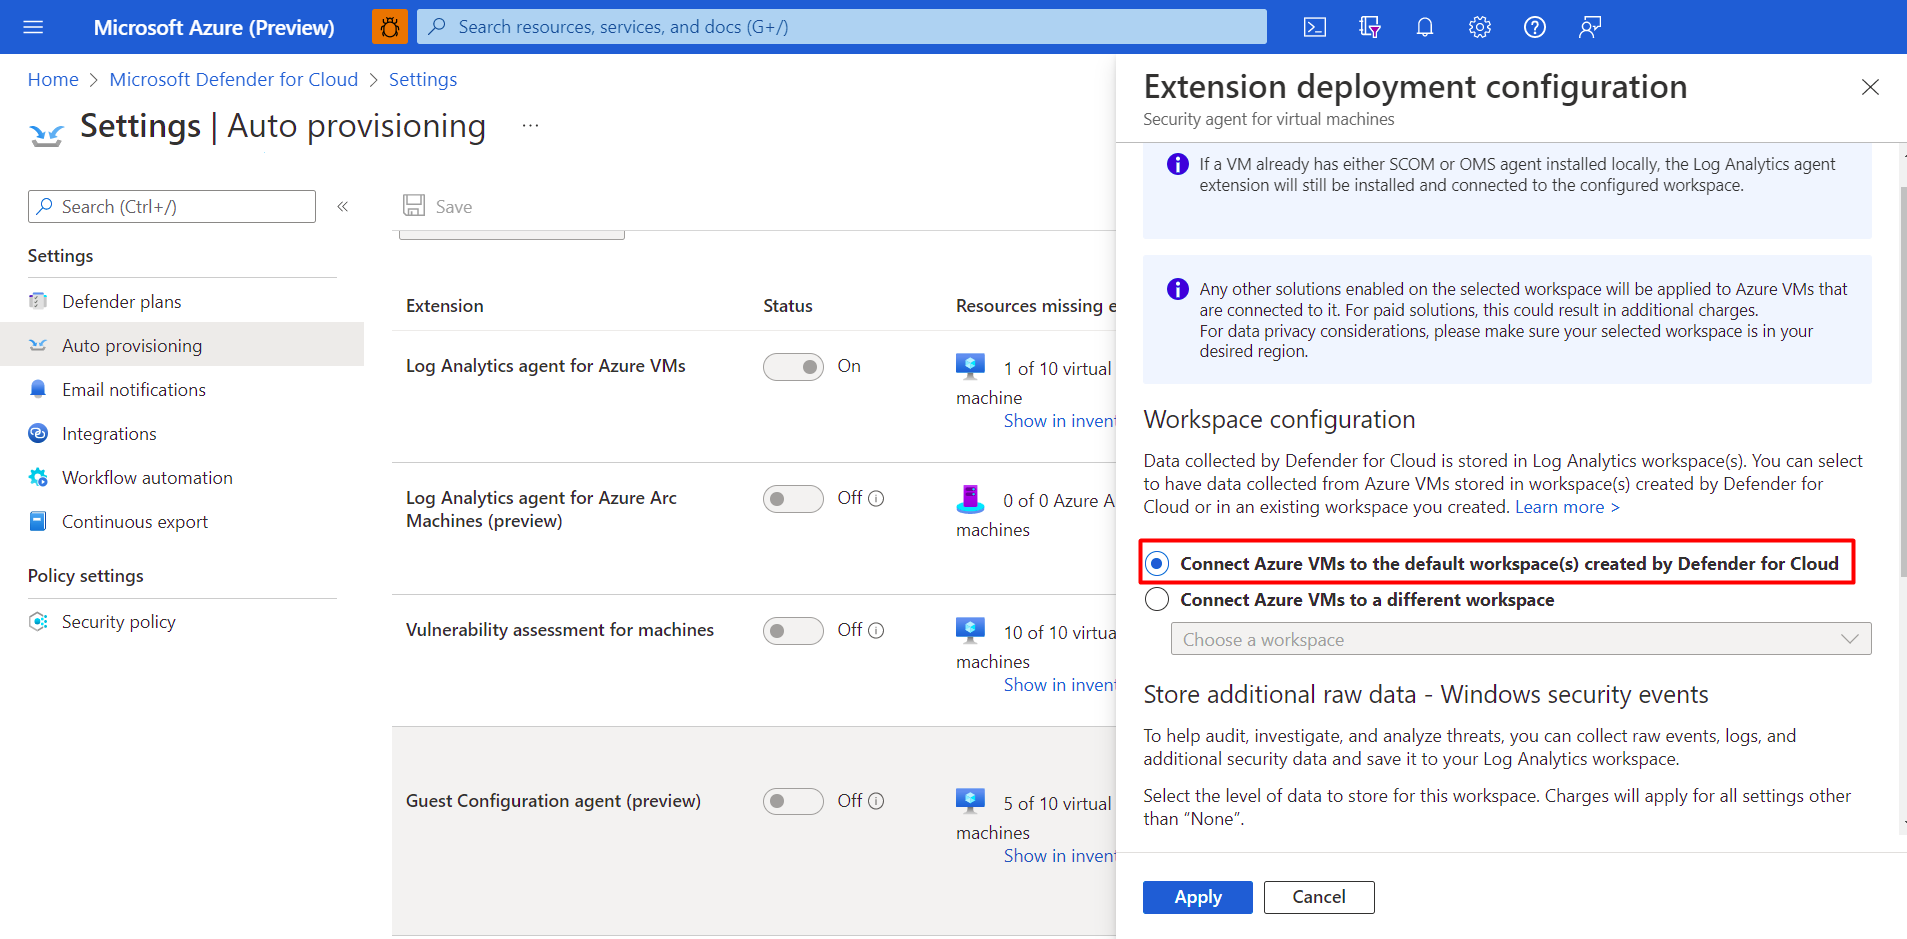 Microsoft Azure (Preview)
Search resources, services, and docs (G+/)
Home > Microsoft Defender for Cloud > Settings
Settings | Auto provisioning ...
Search (Ctrl+/)
«
Settings
Defender plans
Auto provisioning
Email notifications
Integrations
Workflow automation
Continuous export
Policy settings
Security policy
Save
Extension Status Resources missing e
Log Analytics agent for Azure VMs On 1 of 10 virtual
machine
Show in invent
Log Analytics agent for Azure Arc Off 0 of 0 Azure A
Machines (preview) machines
Vulnerability assessment for machines Off 10 of 10 virtua
machines
Show in invent
Guest Configuration agent (preview) Off 5 of 10 virtual
machines
Show in invent
Extension deployment configuration
Security agent for virtual machines
If a VM already has either SCOM or OMS agent installed locally, the Log Analytics agent
extension will still be installed and connected to the configured workspace.
Any other solutions enabled on the selected workspace will be applied to Azure VMs that
are connected to it. For paid solutions, this could result in additional charges.
For data privacy considerations, please make sure your selected workspace is in your
desired region.
Workspace configuration
Data collected by Defender for Cloud is stored in Log Analytics workspace(s). You can select
to have data collected from Azure VMs stored in workspace(s) created by Defender for
Cloud or in an existing workspace you created. Learn more >
Connect Azure VMs to the default workspace(s) created by Defender for Cloud
Connect Azure VMs to a different workspace
Choose a workspace
Store additional raw data - Windows security events
To help audit, investigate, and analyze threats, you can collect raw events, logs, and
additional security data and save it to your Log Analytics workspace.
Select the level of data to store for this workspace. Charges will apply for all settings other
than “None”.
Apply Cancel